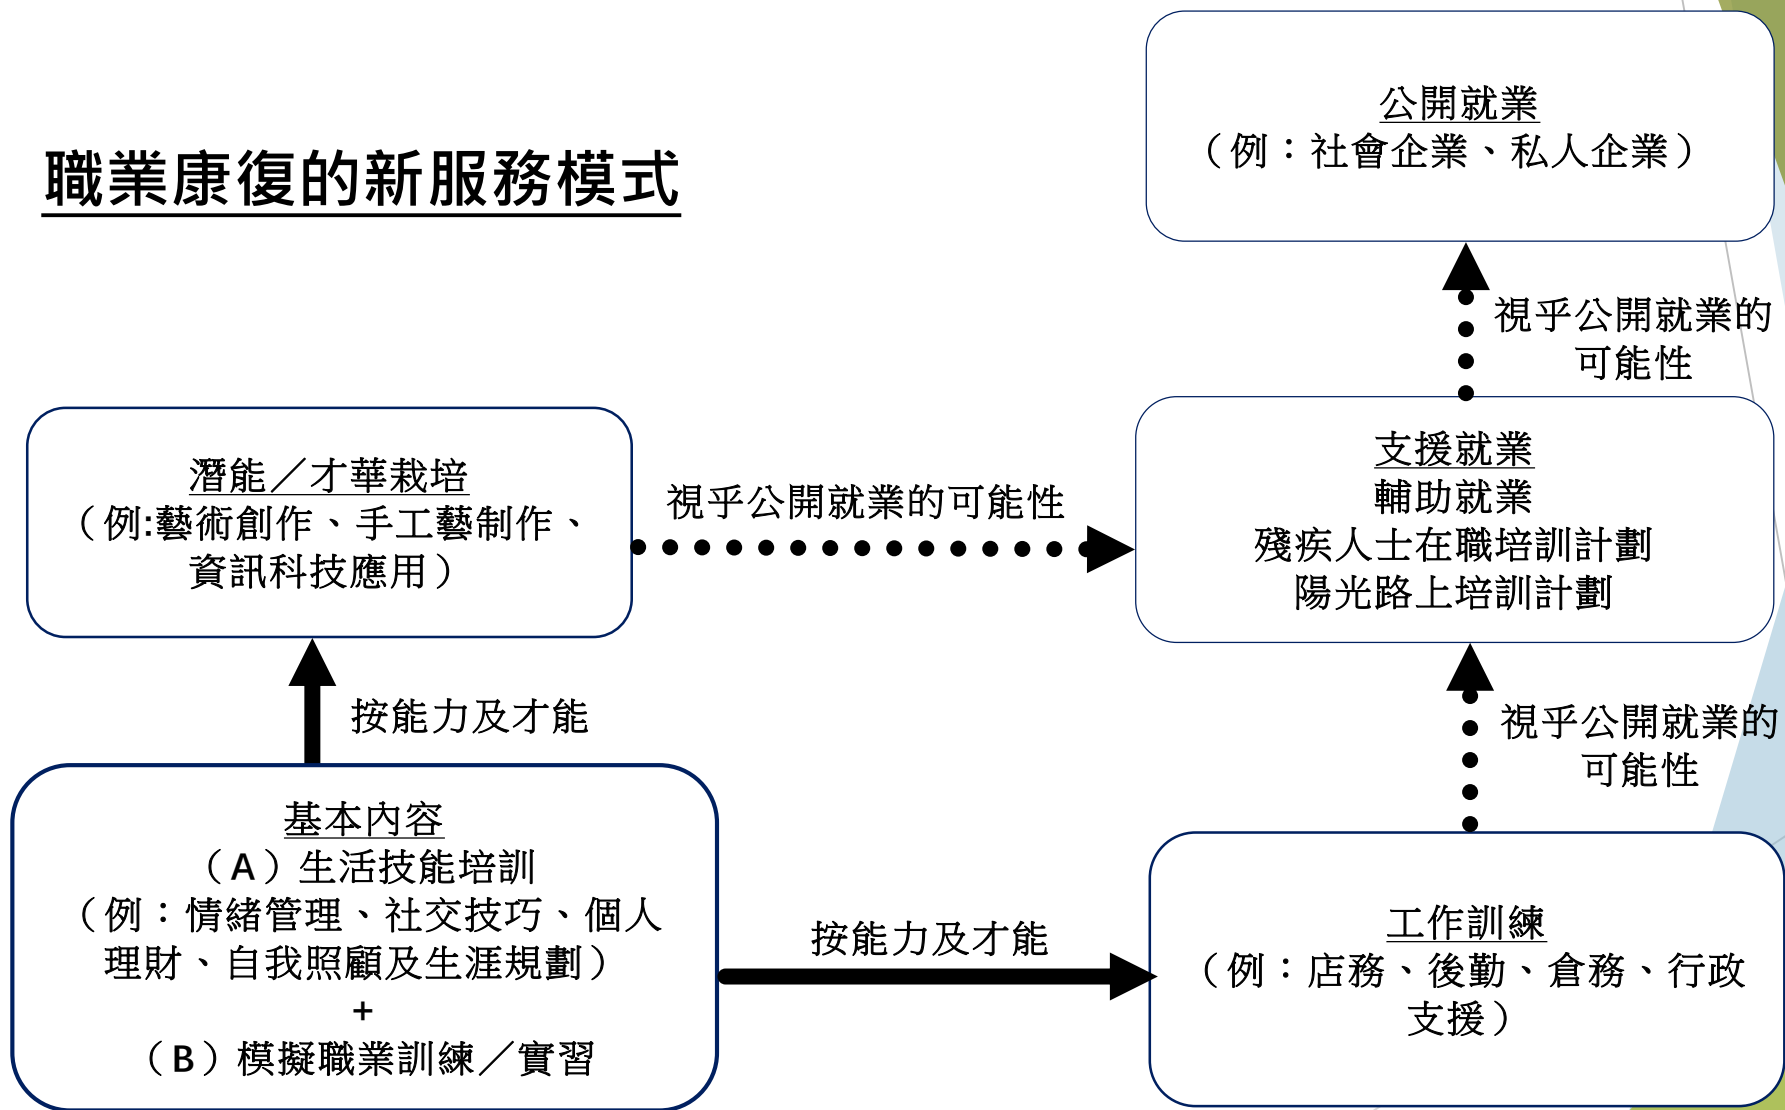 職業康復的新服務模式
公開就業
（例：社會企業、私人企業）
視乎公開就業的
可能性
潛能／才華栽培
（例:藝術創作、手工藝制作、
資訊科技應用）
視乎公開就業的可能性
支援就業
輔助就業
殘疾人士在職培訓計劃
陽光路上培訓計劃
按能力及才能
視乎公開就業的
可能性
基本內容
（A）生活技能培訓
（例：情緒管理、社交技巧、個人
理財、自我照顧及生涯規劃）
+
（B）模擬職業訓練／實習
按能力及才能
工作訓練
（例：店務、後勤、倉務、行政
支援）